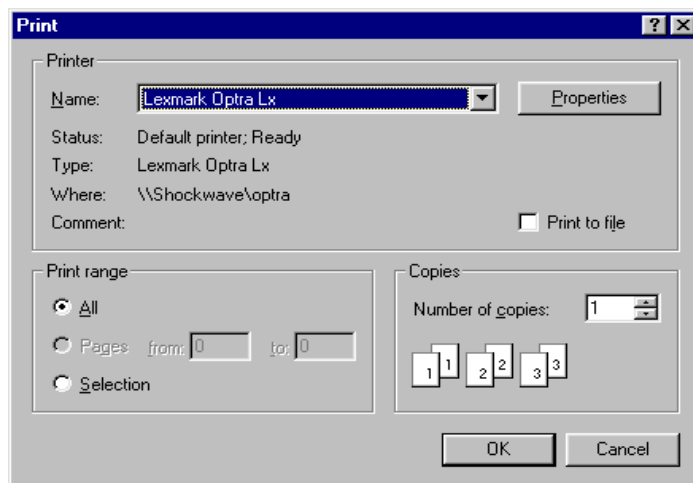 Print
Printer
Name: Lexmark Optra Lx Properties
Status: Default printer; Ready
Type: Lexmark Optra Lx
Where: \\Shockwave\optra
Comment: Print to file
Print range
All
Pages from: 0 to: 0
Selection
Copies
Number of copies: 1
1 1 2 2 3 3
OK Cancel